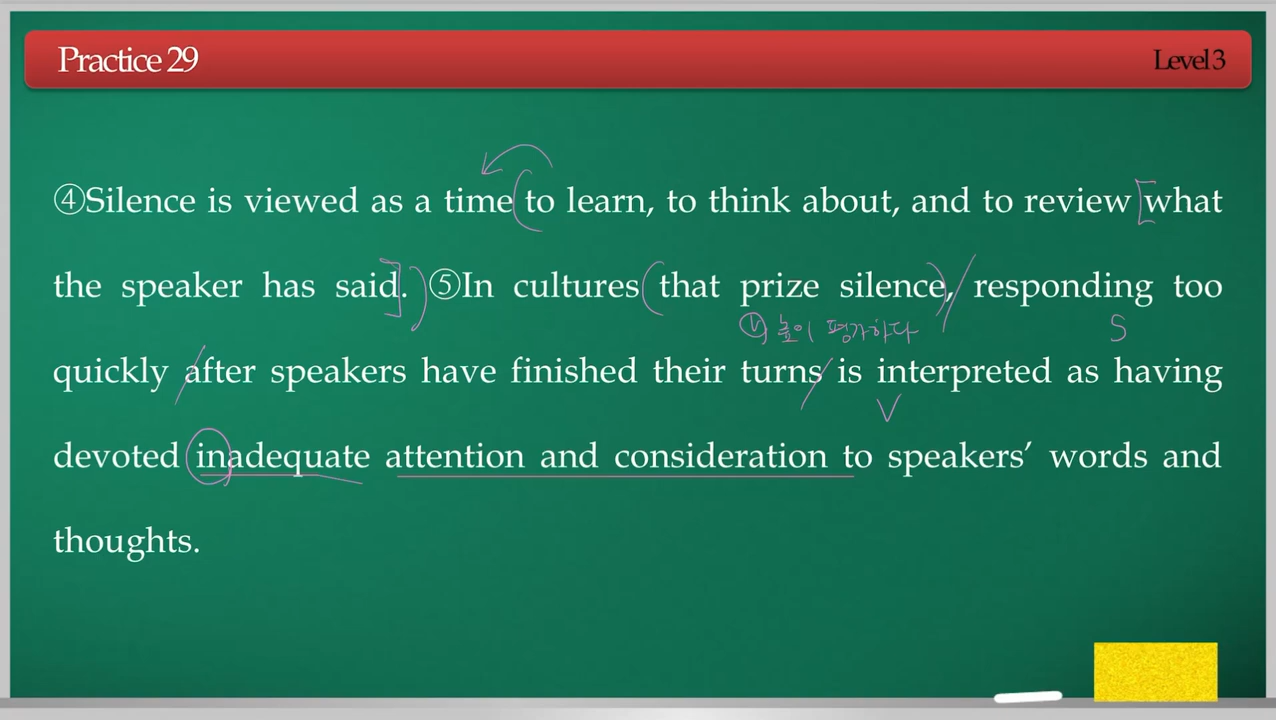 Practice 29
Level 3
④Silence is viewed as a time to learn, to think about, and to review what
the speaker has said. ⑤In cultures that prize silence, responding too
ⓥ 높이 평가하다
S
quickly after speakers have finished their turns is interpreted as having
V
devoted inadequate attention and consideration to speakers’ words and
thoughts.